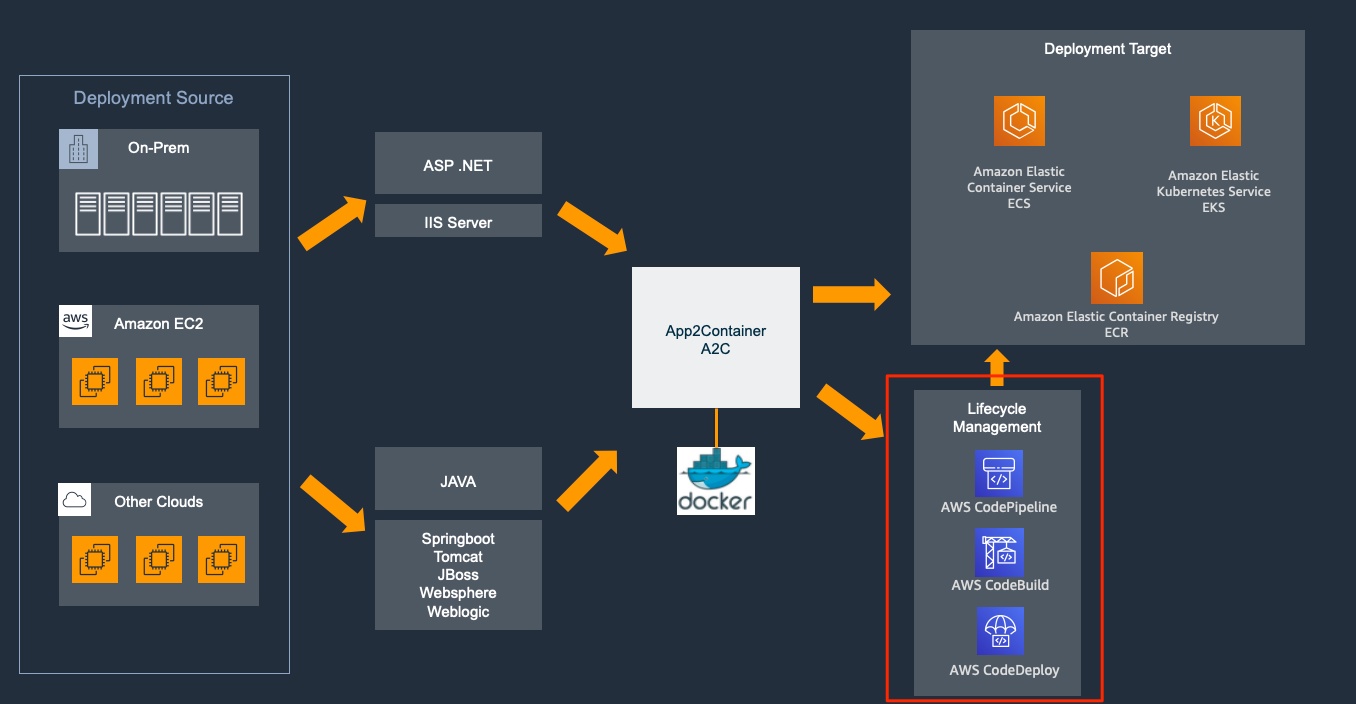 Deployment Source
On-Prem
aws
Amazon EC2
Other Clouds
ASP .NET
IIS Server
JAVA
Springboot
Tomcat
JBoss
Websphere
Weblogic
App2Container
A2C
docker
Deployment Target
Amazon Elastic
Container Service
ECS
K
Amazon Elastic
Kubernetes Service
EKS
Amazon Elastic Container Registry
ECR
Lifecycle
Management
</>
AWS CodePipeline
</>
AWS CodeBuild
</>
AWS CodeDeploy